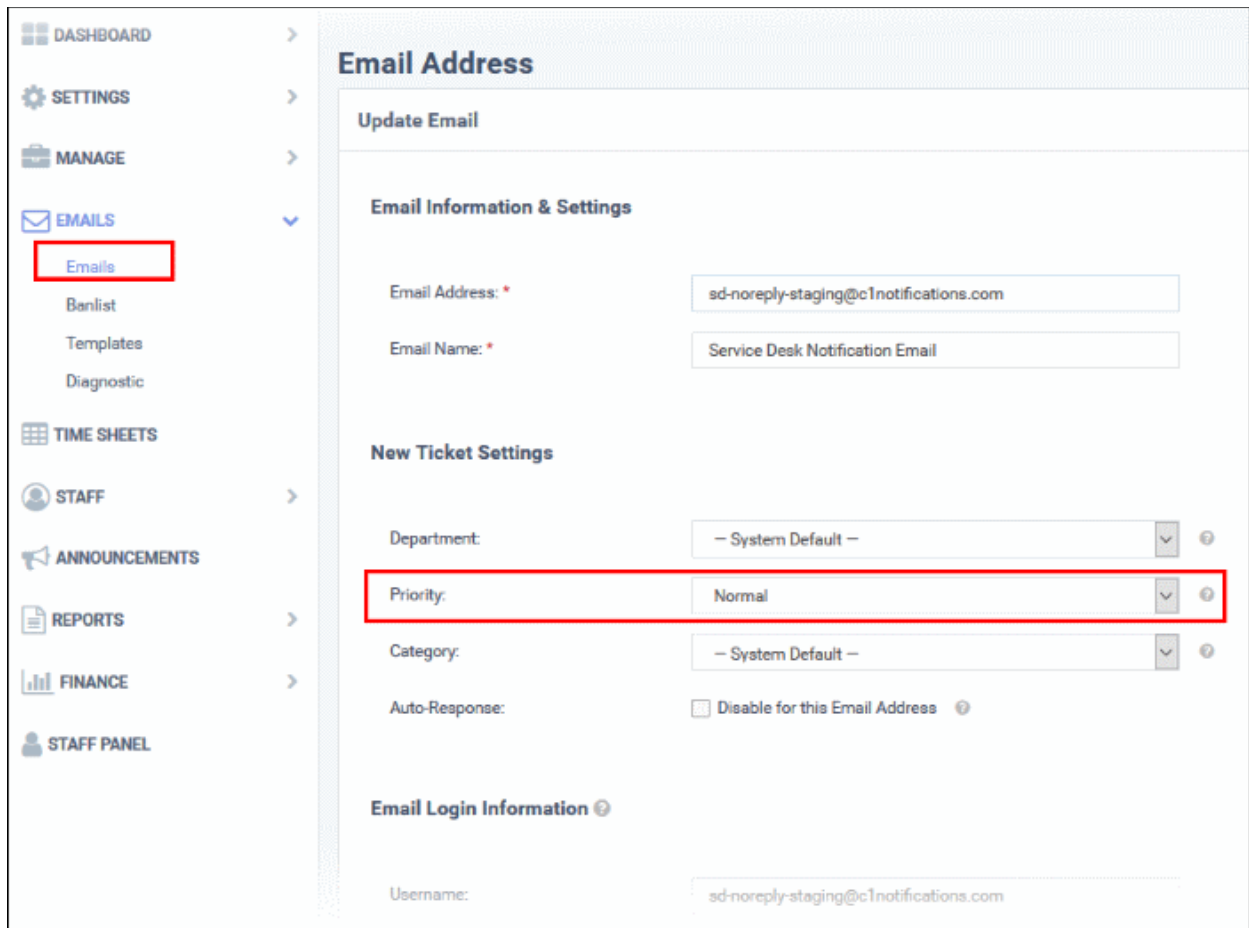 DASHBOARD
SETTINGS
MANAGE
EMAILS
Emails
Banlist
Templates
Diagnostic
TIME SHEETS
STAFF
ANNOUNCEMENTS
REPORTS
FINANCE
STAFF PANEL
Email Address
Update Email
Email Information & Settings
Email Address: * sd-noreply-staging@c1notifications.com
Email Name: * Service Desk Notification Email
New Ticket Settings
Department: — System Default —
Priority: Normal
Category: — System Default —
Auto-Response: Disable for this Email Address
Email Login Information
Username: sd-noreply-staging@c1notifications.com